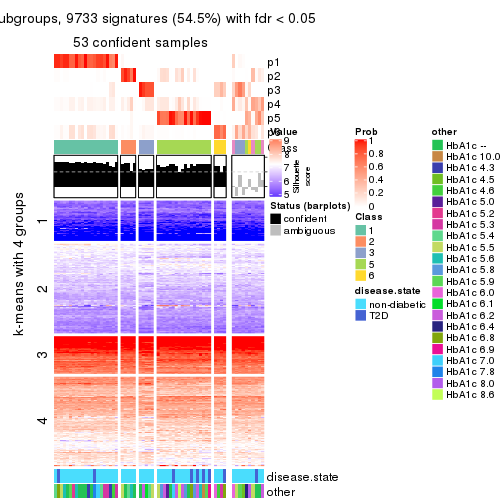 ubgroups, 9733 signatures (54.5%) with fdr < 0.05
53 confident samples
p1
p2
p3
p4
p5
Value
9
8
7
6
5
Silhouette score
Status (barplots)
confident
ambiguous
Prob
1
0.8
0.6
0.4
0.2
0
Class
1
2
3
5
6
disease.state
non-diabetic
T2D
other
HbA1c --
HbA1c 10.0
HbA1c 4.3
HbA1c 4.5
HbA1c 4.6
HbA1c 5.0
HbA1c 5.2
HbA1c 5.3
HbA1c 5.4
HbA1c 5.5
HbA1c 5.6
HbA1c 5.8
HbA1c 5.9
HbA1c 6.0
HbA1c 6.1
HbA1c 6.2
HbA1c 6.4
HbA1c 6.8
HbA1c 6.9
HbA1c 7.0
HbA1c 7.8
HbA1c 8.0
HbA1c 8.6
k-means with 4 groups
1
2
3
4
disease.state
other